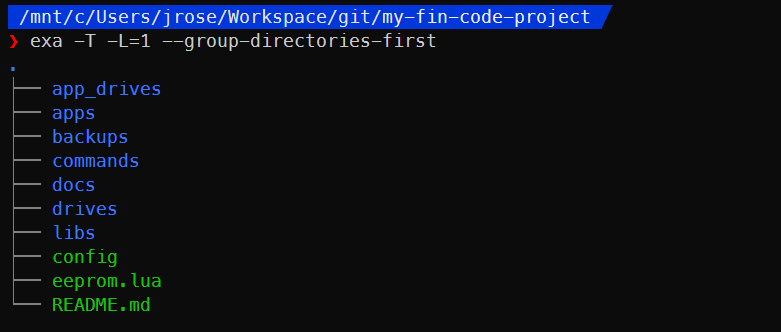 /mnt/c/Users/jrose/Workspace/git/my-fin-code-project
❯ exa -T -L=1 --group-directories-first
.
├── app_drives
├── apps
├── backups
├── commands
├── docs
├── drives
├── libs
├── config
├── eeprom.lua
└── README.md